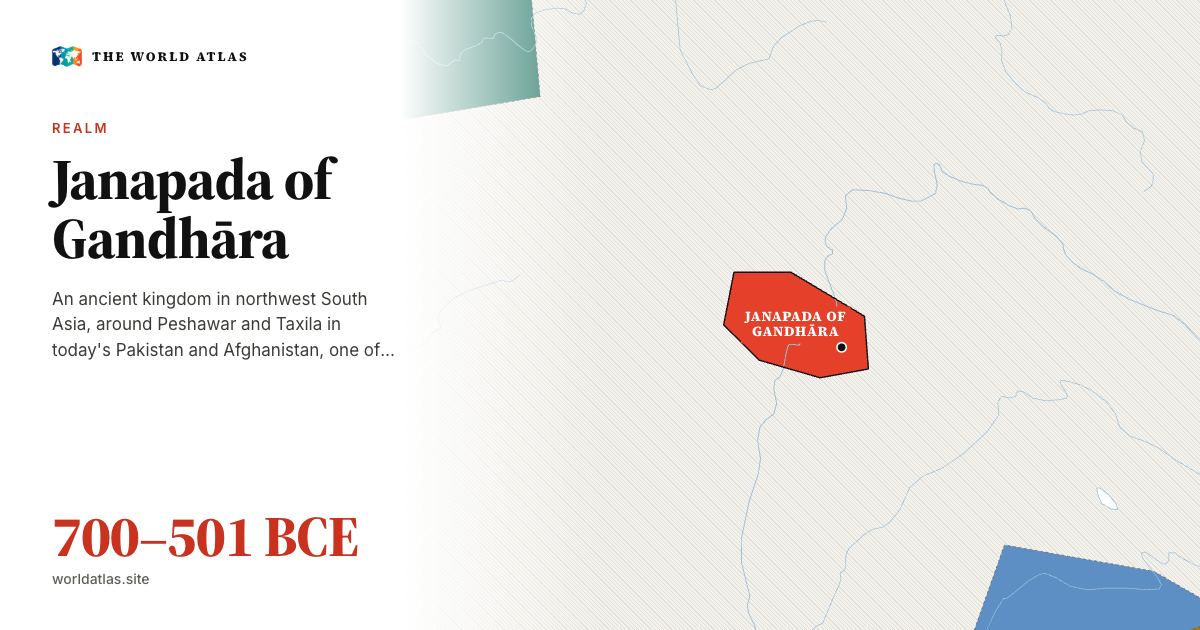 THE WORLD ATLAS
REALM
Janapada of
Gandhāra
An ancient kingdom in northwest South
Asia, around Peshawar and Taxila in
today's Pakistan and Afghanistan, one of…
700–501 BCE
worldatlas.site
JANAPADA OF
GANDHĀRA